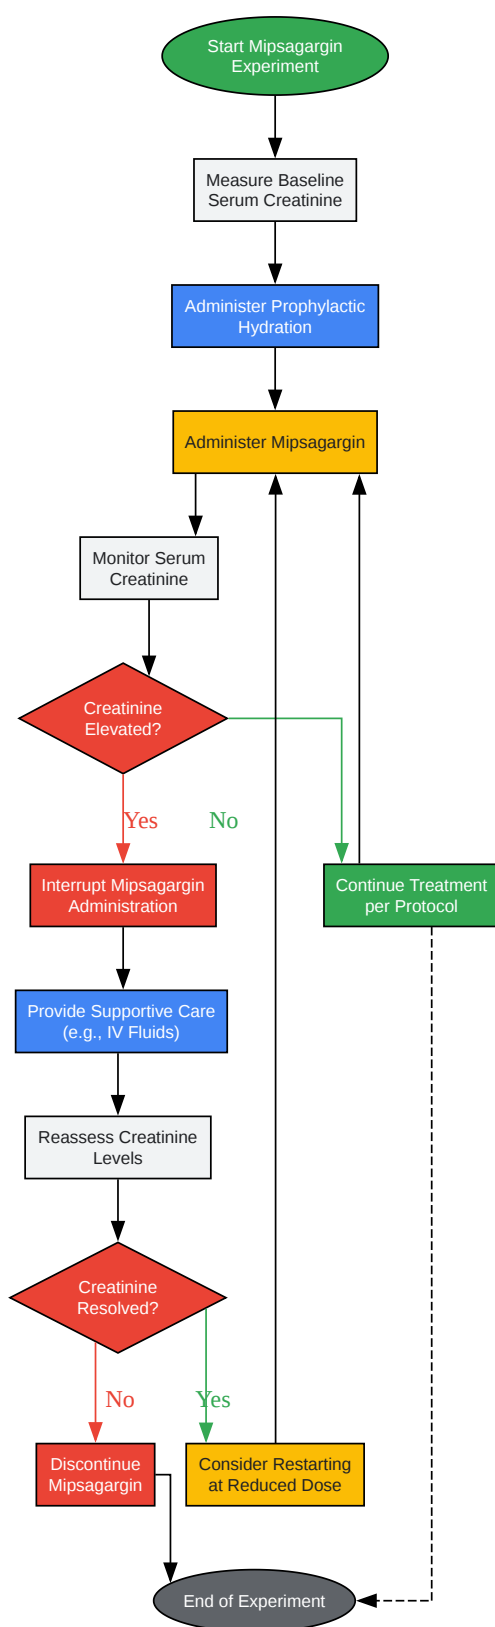 Start Mipsagargin
Experiment
Measure Baseline
Serum Creatinine
Administer Prophylactic
Hydration
Administer Mipsagargin
Monitor Serum
Creatinine
Creatinine
Elevated?
Yes
No
Interrupt Mipsagargin
Administration
Continue Treatment
per Protocol
Provide Supportive Care
(e.g., IV Fluids)
Reassess Creatinine
Levels
Creatinine
Resolved?
No
Yes
Discontinue
Mipsagargin
Consider Restarting
at Reduced Dose
End of Experiment